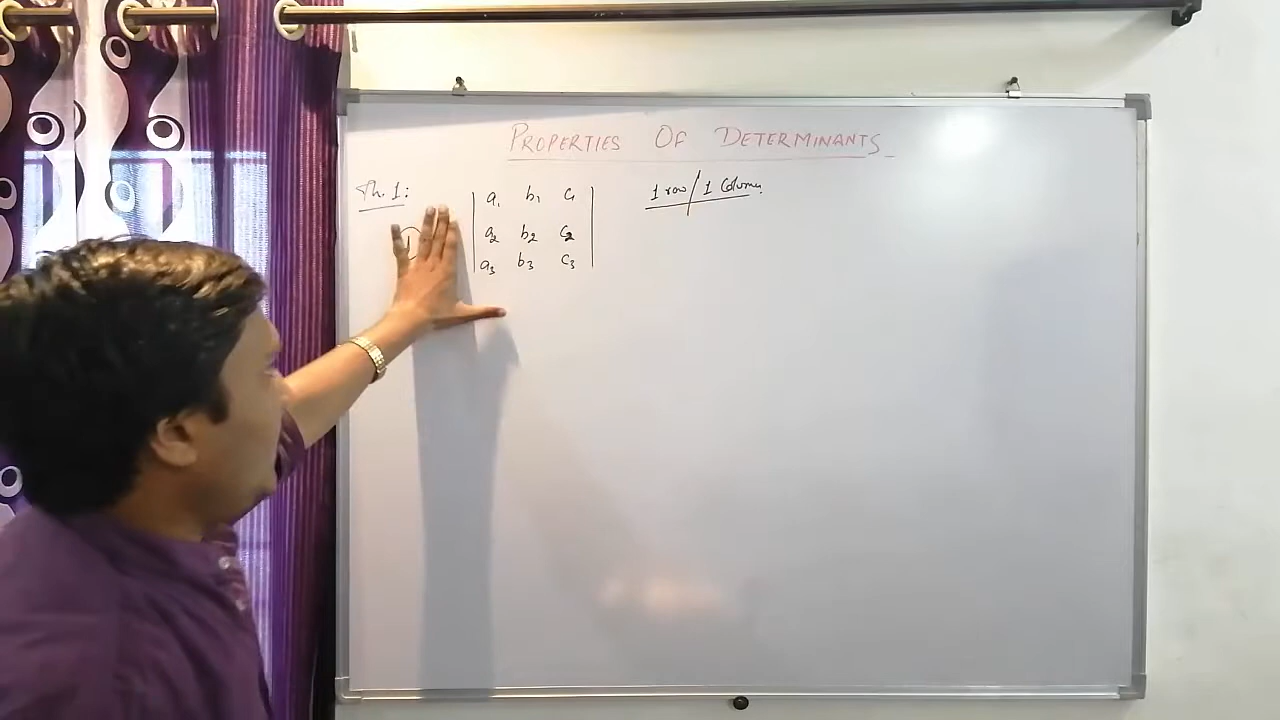 PROPERTIES OF DETERMINANTS
Th. 1:
a₁ b₁ c₁
a₂ b₂ c₂
a₃ b₃ c₃
1 row / 1 Column